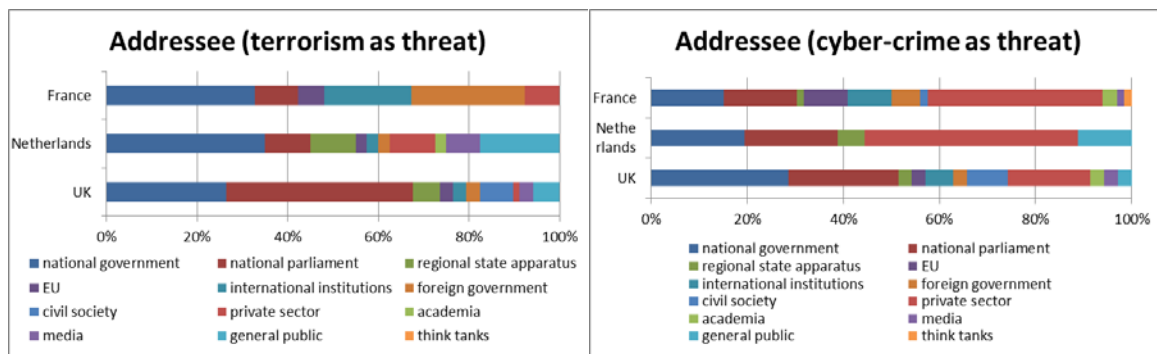 Addressee (terrorism as threat)
France
Netherlands
UK
0% 20% 40% 60% 80% 100%
national government national parliament regional state apparatus
EU international institutions foreign government
civil society private sector academia
media general public think tanks
Addressee (cyber-crime as threat)
France
Nethe
rlands
UK
0% 20% 40% 60% 80% 100%
national government national parliament
regional state apparatus EU
international institutions foreign government
civil society private sector
academia media
general public think tanks